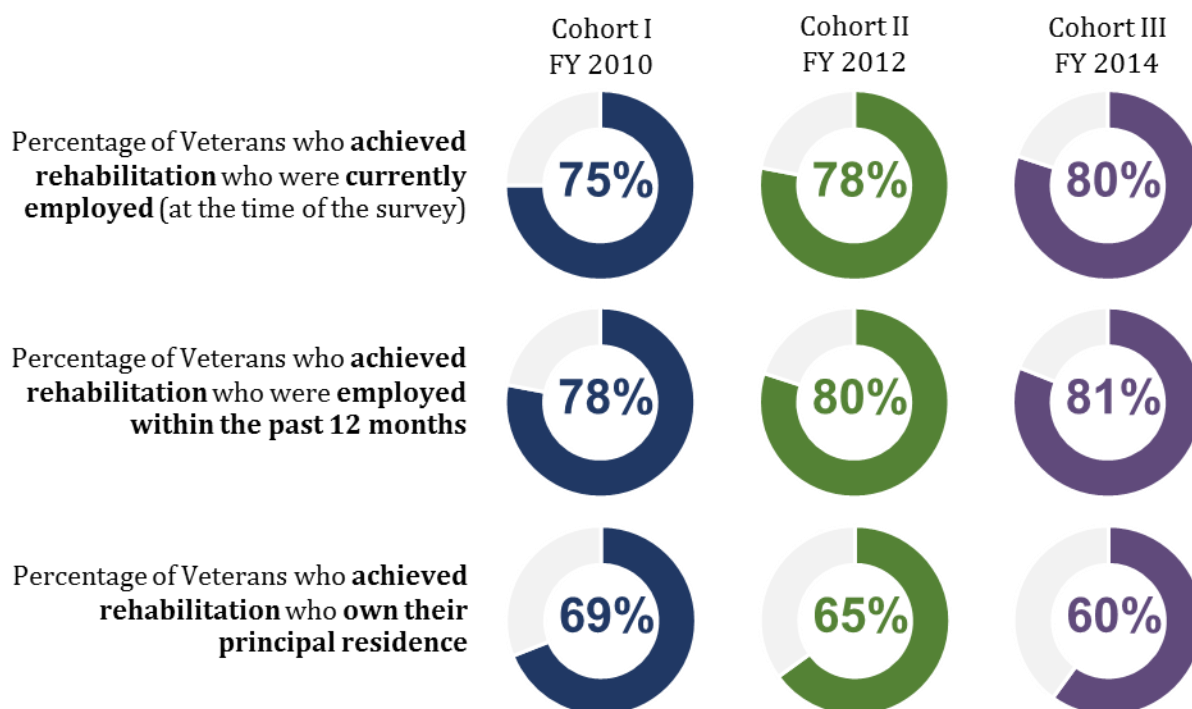 Cohort I
FY 2010
Cohort II
FY 2012
Cohort III
FY 2014
Percentage of Veterans who achieved
rehabilitation who were currently
employed (at the time of the survey)
75%
78%
80%
Percentage of Veterans who achieved
rehabilitation who were employed
within the past 12 months
78%
80%
81%
Percentage of Veterans who achieved
rehabilitation who own their
principal residence
69%
65%
60%